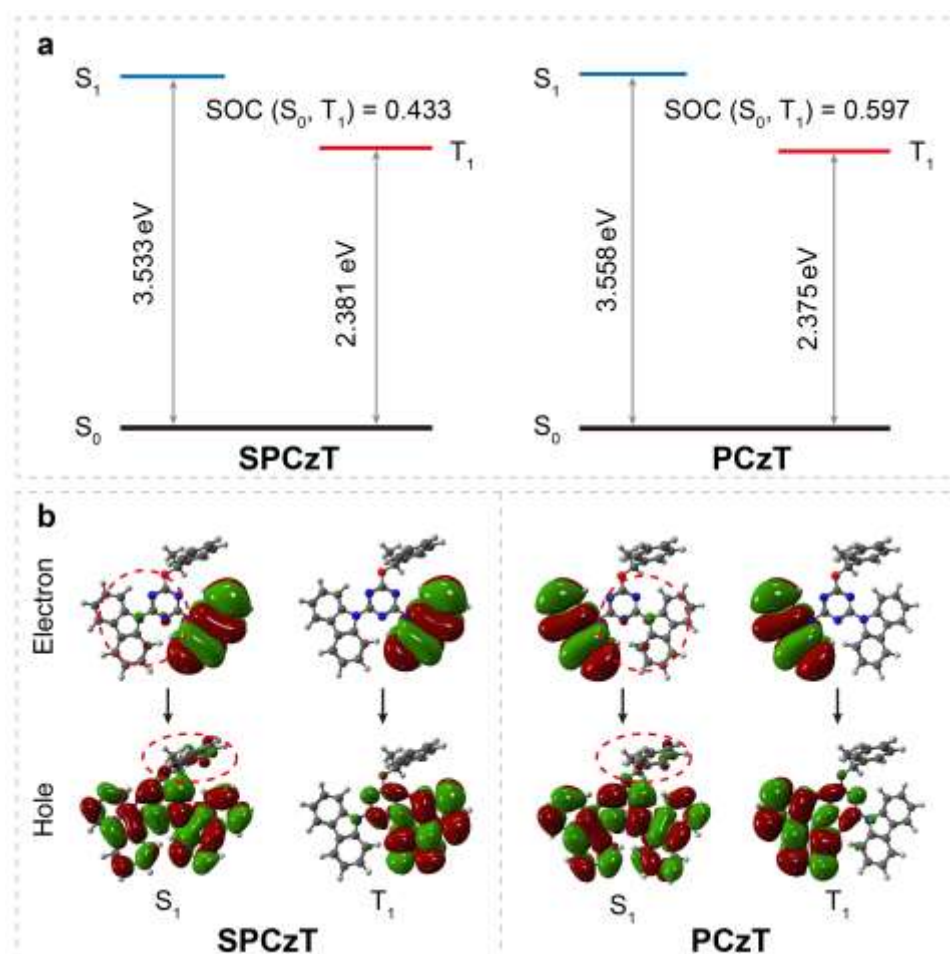 a
S₁
SOC (S₀, T₁) = 0.433
T₁
3.533 eV
2.381 eV
S₀
SPCzT
S₁
SOC (S₀, T₁) = 0.597
T₁
3.558 eV
2.375 eV
S₀
PCzT
b
Electron
Hole
S₁
T₁
SPCzT
S₁
T₁
PCzT